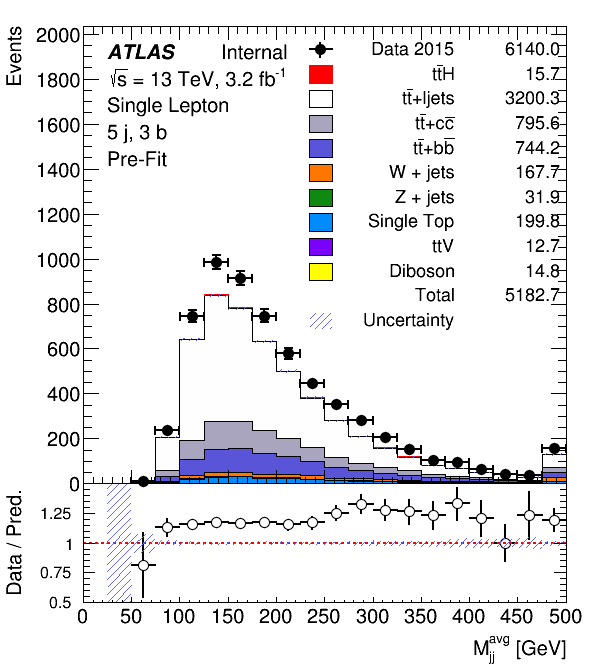 Events
2000
1800
1600
1400
1200
1000
800
600
400
200
0
ATLAS Internal
√s = 13 TeV, 3.2 fb⁻¹
Single Lepton
5 j, 3 b
Pre-Fit
Data 2015 6140.0
tt̄H 15.7
tt̄+ljets 3200.3
tt̄+cc̄ 795.6
tt̄+bb̄ 744.2
W + jets 167.7
Z + jets 31.9
Single Top 199.8
ttV 12.7
Diboson 14.8
Total 5182.7
Uncertainty
Data / Pred.
1.25
1
0.75
0.5
0 50 100 150 200 250 300 350 400 450 500
M_jj^avg [GeV]